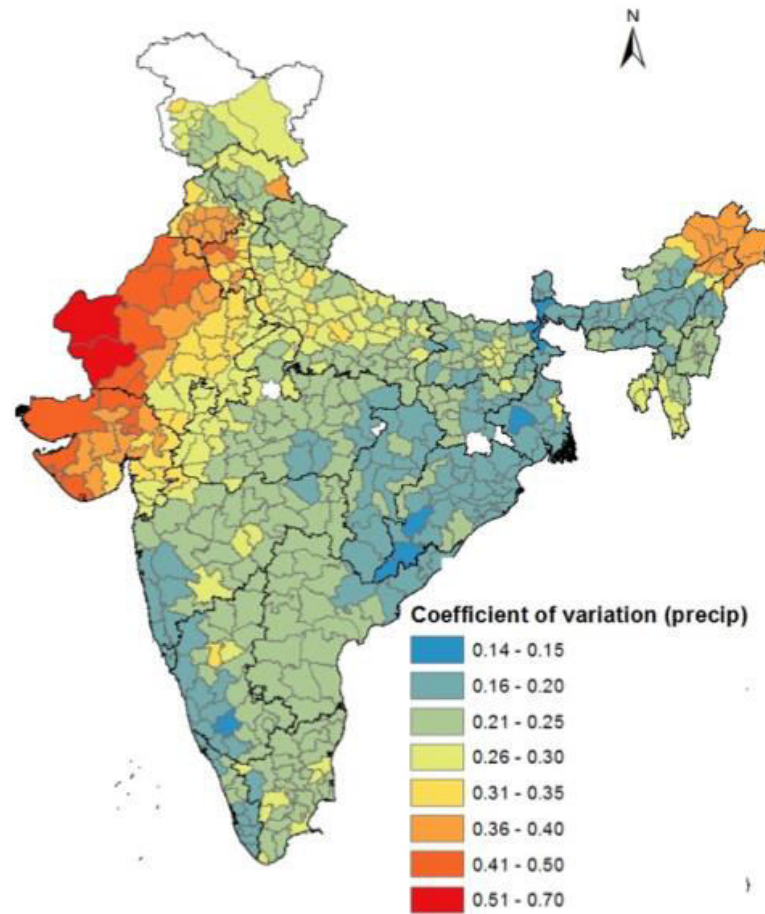 N
Coefficient of variation (precip)
0.14 - 0.15
0.16 - 0.20
0.21 - 0.25
0.26 - 0.30
0.31 - 0.35
0.36 - 0.40
0.41 - 0.50
0.51 - 0.70
)